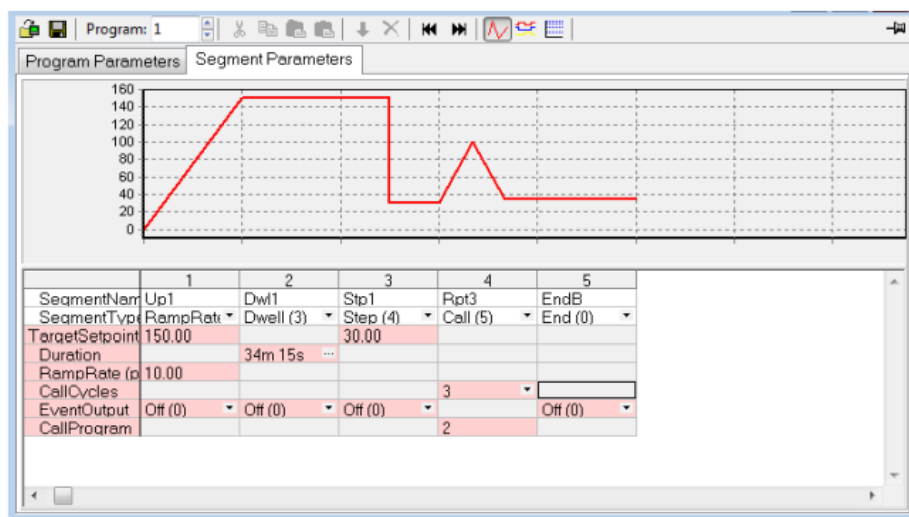 Program: 1
Program Parameters Segment Parameters
160
140
120
100
80
60
40
20
0
1 2 3 4 5
SegmentNam Up1 Dwl1 Stp1 Rpt3 EndB
SegmentType RampRate Dwell (3) Step (4) Call (5) End (0)
TargetSetpoint 150.00 30.00
Duration 34m 15s ...
RampRate (p 10.00
CallCycles 3
EventOutput Off (0) Off (0) Off (0) Off (0)
CallProgram 2